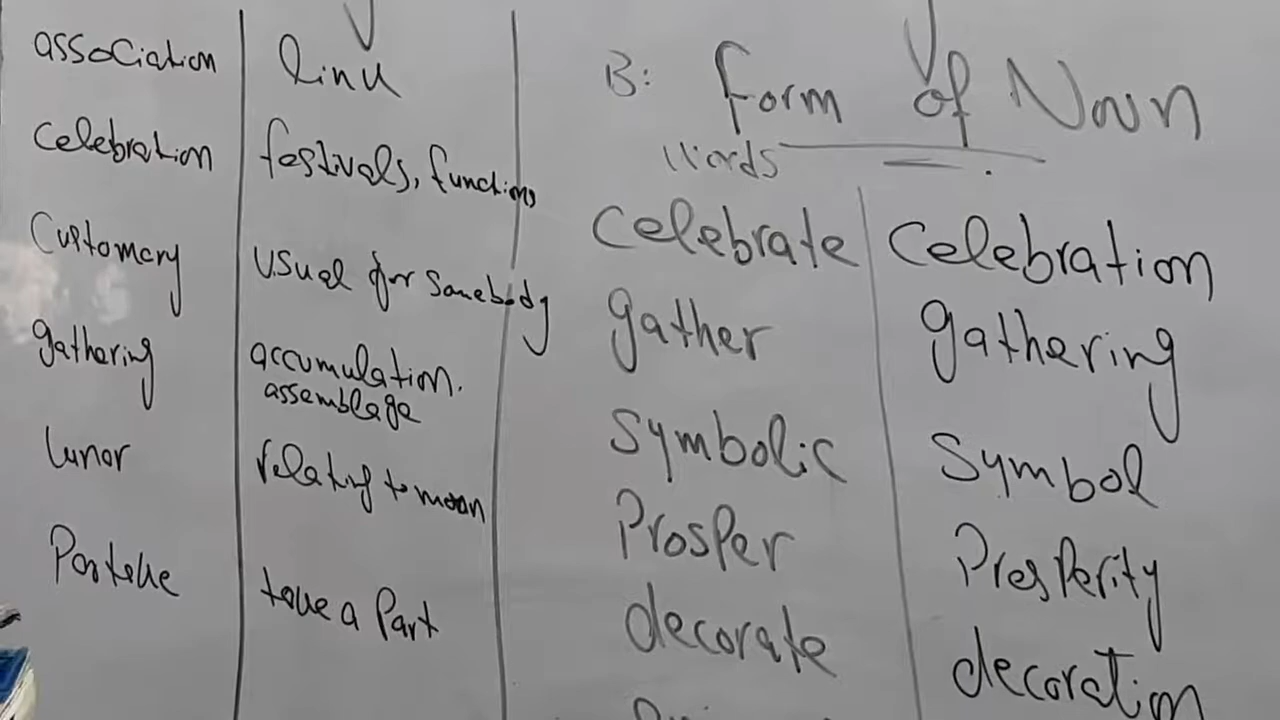 association link
celebration festivals, functions
Customary usual for somebody
gathering accumulation.
assemblage
lunar relating to moon
Partake take a Part
B: Form of Noun
Words
Celebrate Celebration
gather gathering
Symbolic Symbol
Prosper Prosperity
decorate decoration